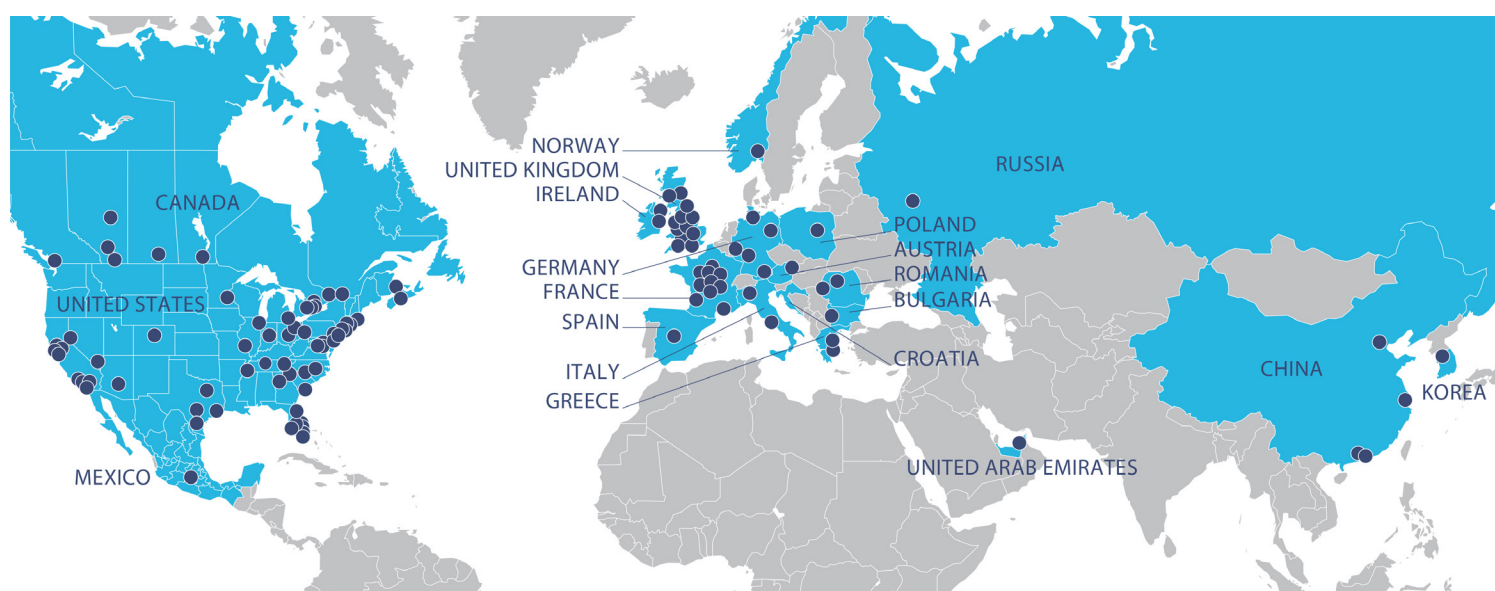 NORWAY
UNITED KINGDOM
IRELAND
RUSSIA
CANADA
POLAND
AUSTRIA
GERMANY
ROMANIA
FRANCE
BULGARIA
UNITED STATES
SPAIN
CROATIA
ITALY
GREECE
CHINA
KOREA
MEXICO
UNITED ARAB EMIRATES